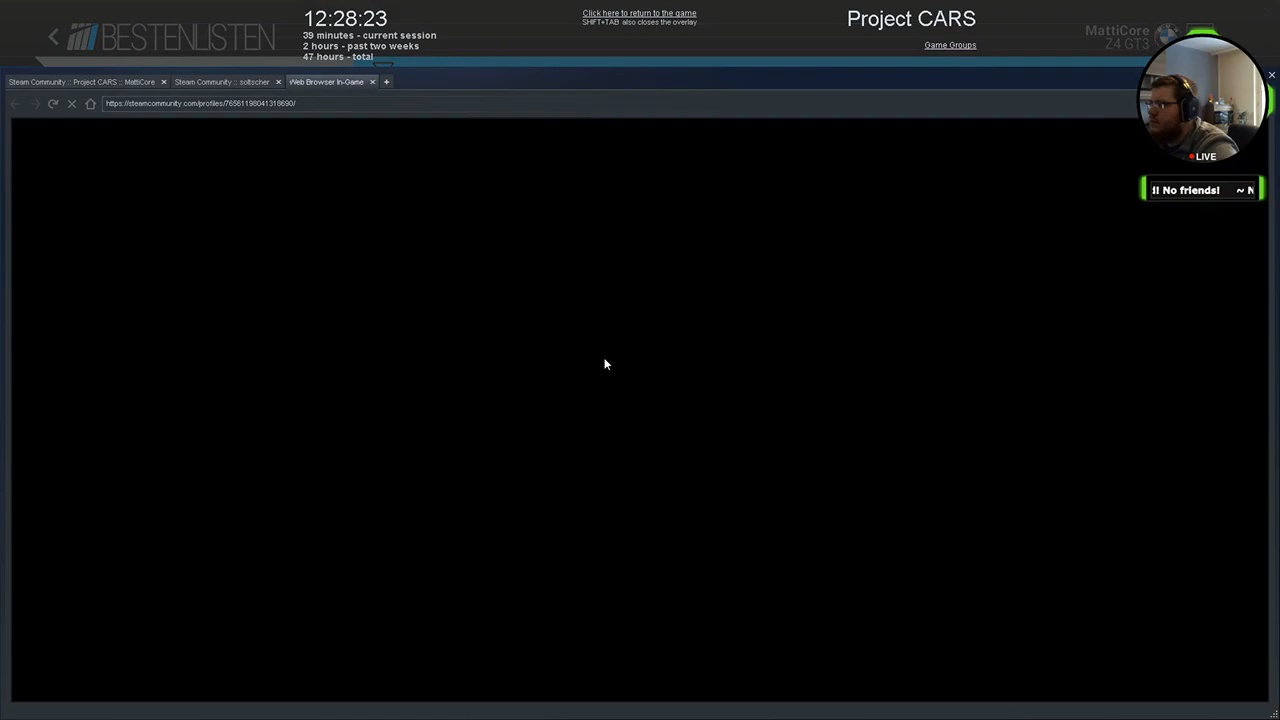 BESTENLISTEN
12:28:23
39 minutes - current session
2 hours - past two weeks
47 hours - total
Click here to return to the game
SHIFT+TAB also closes the overlay
Project CARS
Game Groups
MattiCore
Z4 GT3
Steam Community :: Project CARS :: MattiCore
Steam Community :: soltscher
Web Browser In-Game
https://steamcommunity.com/profiles/76561198041318690/
LIVE
!! No friends! ~ N